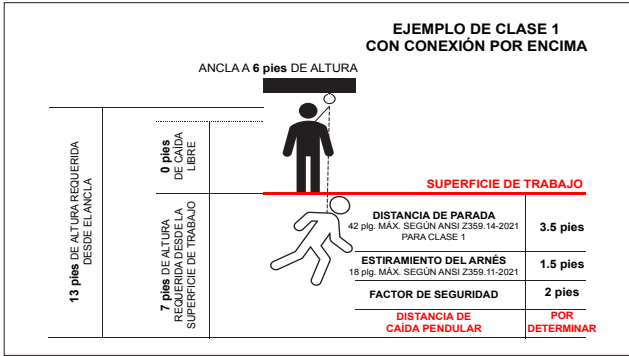 EJEMPLO DE CLASE 1
CON CONEXIÓN POR ENCIMA
ANCLA A 6 pies DE ALTURA
13 pies DE ALTURA REQUERIDA
DESDE EL ANCLA
0 pies
DE CAÍDA
LIBRE
7 pies DE ALTURA
REQUERIDA DESDE LA
SUPERFICIE DE TRABAJO
SUPERFICIE DE TRABAJO
DISTANCIA DE PARADA
42 plg. MÁX. SEGÚN ANSI Z359.14-2021
PARA CLASE 1
3.5 pies
ESTIRAMIENTO DEL ARNÉS
18 plg. MÁX. SEGÚN ANSI Z359.11-2021
1.5 pies
FACTOR DE SEGURIDAD
2 pies
DISTANCIA DE
CAÍDA PENDULAR
POR
DETERMINAR